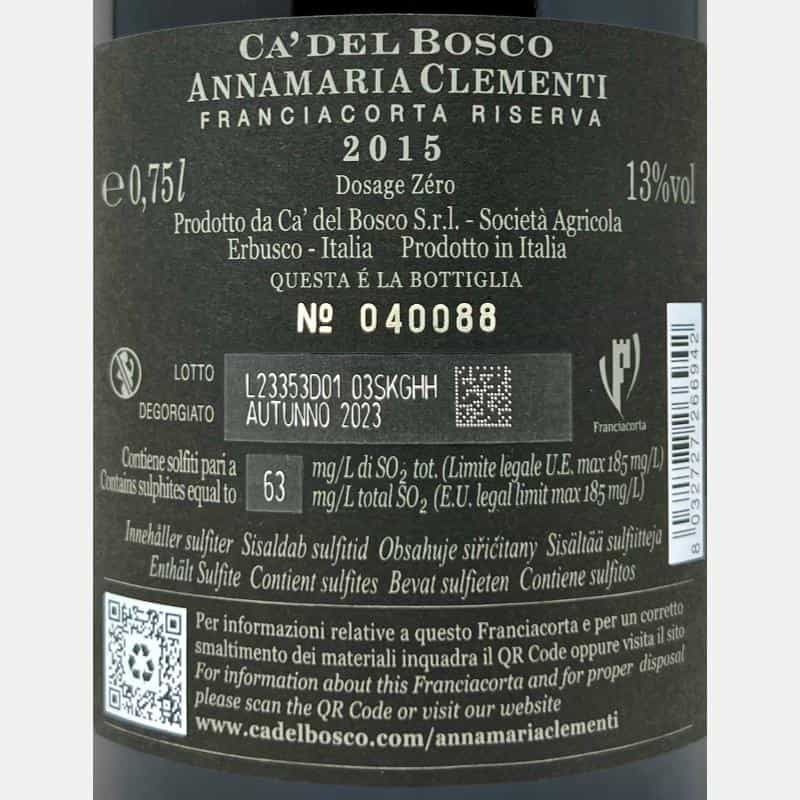 CA' DEL BOSCO
ANNAMARIA CLEMENTI
FRANCIACORTA RISERVA
2015
℮ 0,75 l
Dosage Zéro
13%vol
Prodotto da Ca' del Bosco S.r.l. - Società Agricola
Erbusco - Italia Prodotto in Italia
QUESTA É LA BOTTIGLIA
Nº 040088
LOTTO L23353D01 03SKGHH
DEGORGIATO AUTUNNO 2023
Franciacorta
8 032727 266942
Contiene solfiti pari a 63 mg/L di SO₂ tot. (Limite legale U.E. max 185 mg/L)
Contains sulphites equal to mg/L total SO₂ (E.U. legal limit max 185 mg/L)
Innehåller sulfiter Sisaldab sulfitid Obsahuje siřičitany Sisältää sulfiitteja
Enthält Sulfite Contient sulfites Bevat sulfieten Contiene sulfitos
Per informazioni relative a questo Franciacorta e per un corretto
smaltimento dei materiali inquadra il QR Code oppure visita il sito
For information about this Franciacorta and for proper disposal
please scan the QR Code or visit our website
www.cadelbosco.com/annamariaclementi